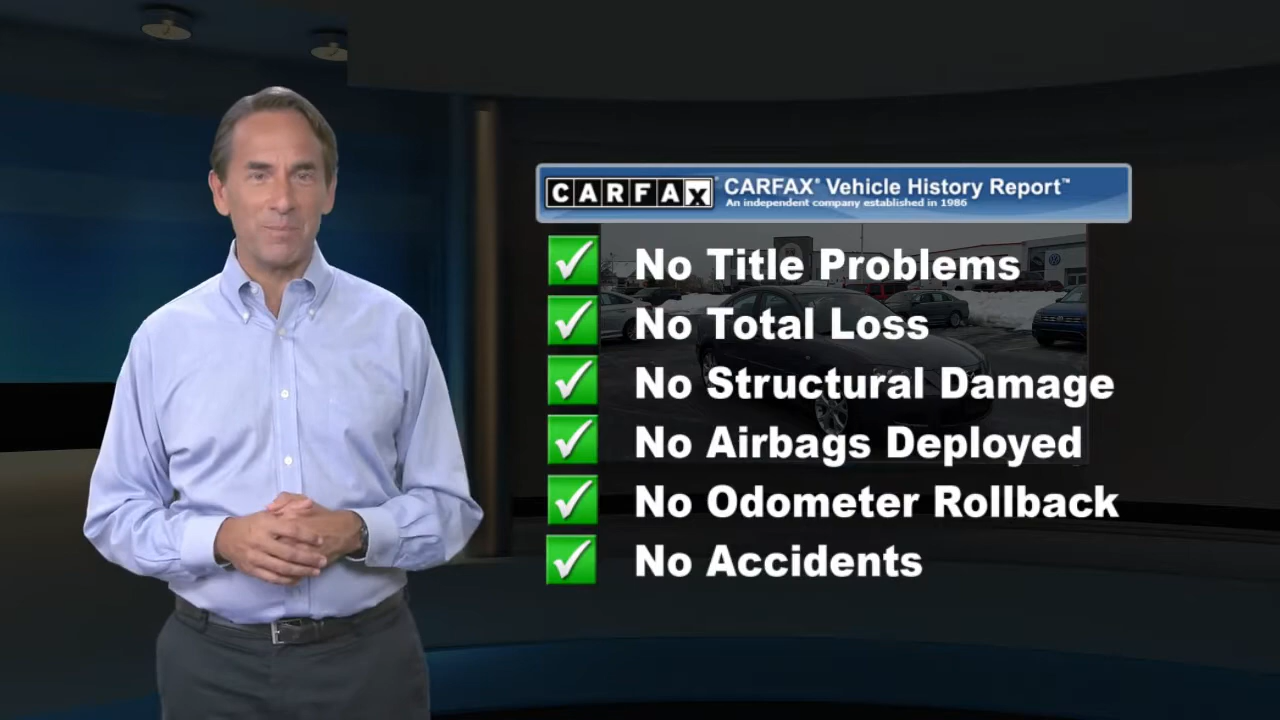 CARFAX CARFAX® Vehicle History Report™
An independent company established in 1986
No Title Problems
No Total Loss
No Structural Damage
No Airbags Deployed
No Odometer Rollback
No Accidents